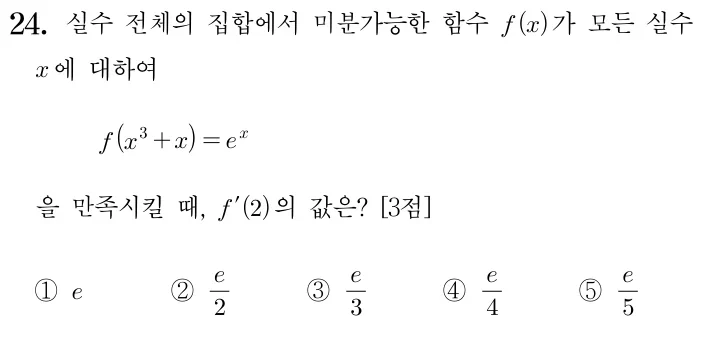 24. 실수 전체의 집합에서 미분가능한 함수 f(x)가 모든 실수
x에 대하여
f(x³+x)=eˣ
을 만족시킬 때, f′(2)의 값은? [3점]
① e ② e/2 ③ e/3 ④ e/4 ⑤ e/5